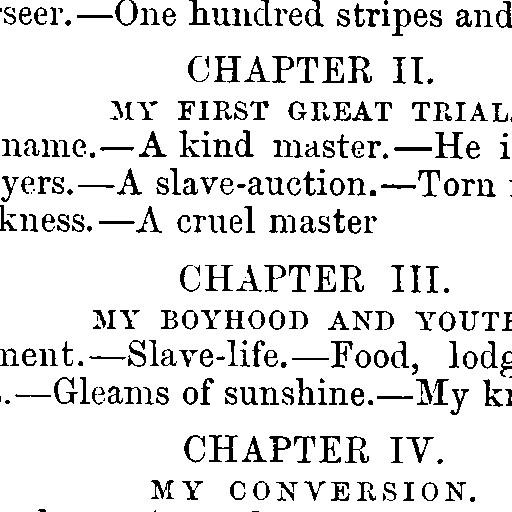 seer.—One hundred stripes and
CHAPTER II.
MY FIRST GREAT TRIAL.
name.—A kind master.—He i
yers.—A slave-auction.—Torn
kness.—A cruel master
CHAPTER III.
MY BOYHOOD AND YOUTH
ment.—Slave-life.—Food, lodg
.—Gleams of sunshine.—My k
CHAPTER IV.
MY CONVERSION.